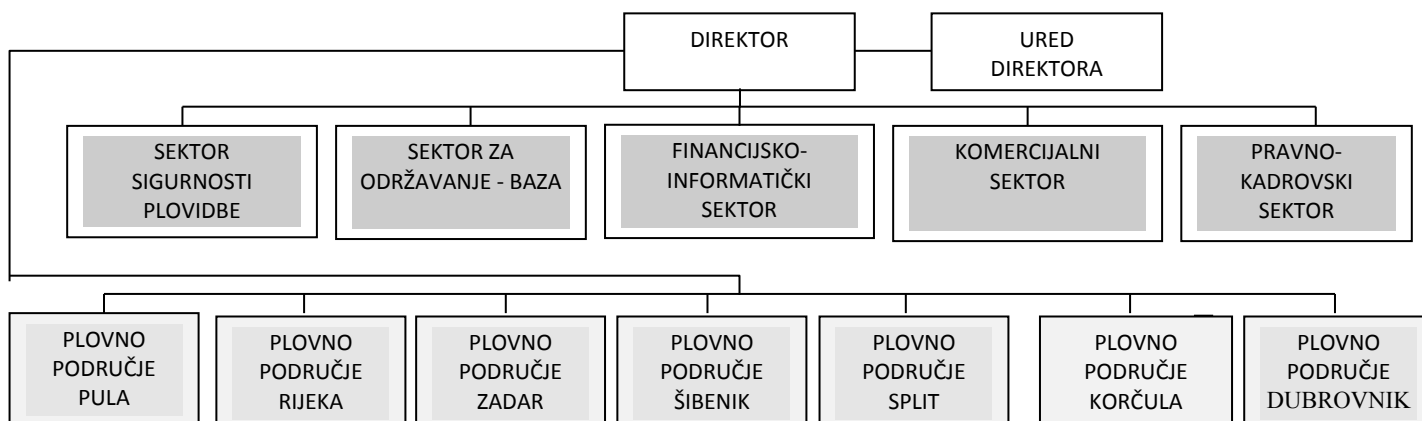 DIREKTOR
URED
DIREKTORA
SEKTOR
SIGURNOSTI
PLOVIDBE
SEKTOR ZA
ODRŽAVANJE - BAZA
FINANCIJSKO-
INFORMATIČKI
SEKTOR
KOMERCIJALNI
SEKTOR
PRAVNO-
KADROVSKI
SEKTOR
PLOVNO
PODRUČJE
PULA
PLOVNO
PODRUČJE
RIJEKA
PLOVNO
PODRUČJE
ZADAR
PLOVNO
PODRUČJE
ŠIBENIK
PLOVNO
PODRUČJE
SPLIT
PLOVNO
PODRUČJE
KORČULA
PLOVNO
PODRUČJE
DUBROVNIK